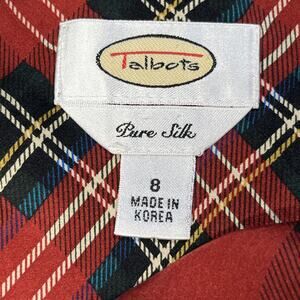 Talbots
Pure Silk
8
MADE IN
KOREA